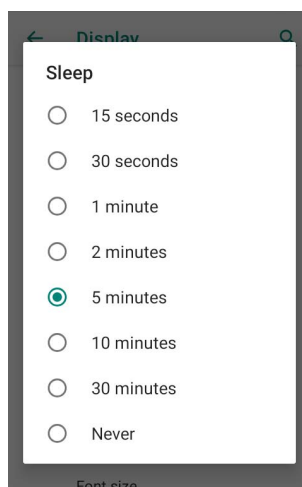 Display
Sleep
15 seconds
30 seconds
1 minute
2 minutes
5 minutes
10 minutes
30 minutes
Never
Font size